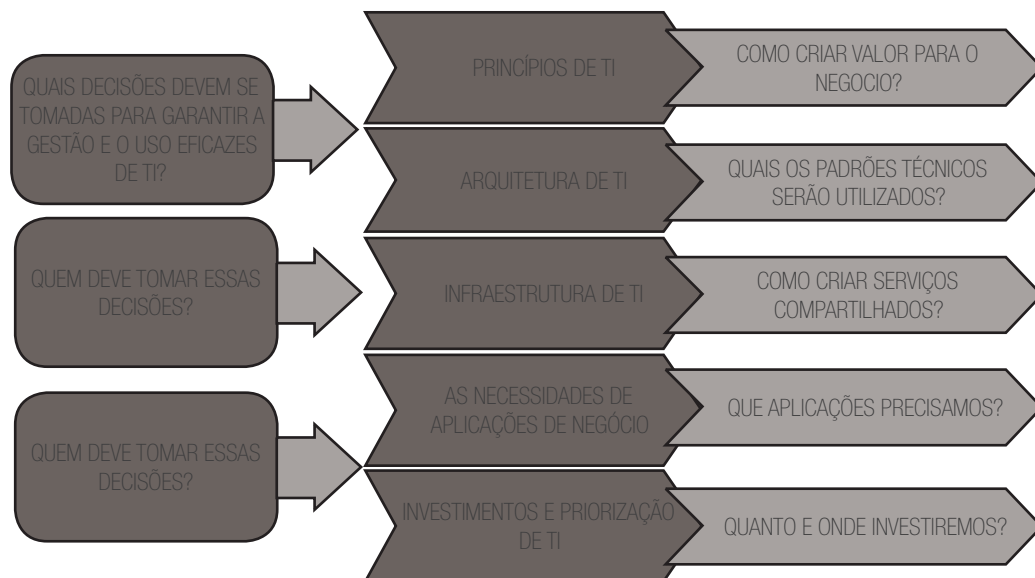 QUAIS DECISÕES DEVEM SE
TOMADAS PARA GARANTIR A
GESTÃO E O USO EFICAZES
DE TI?
QUEM DEVE TOMAR ESSAS
DECISÕES?
QUEM DEVE TOMAR ESSAS
DECISÕES?
PRINCÍPIOS DE TI
COMO CRIAR VALOR PARA O
NEGOCIO?
ARQUITETURA DE TI
QUAIS OS PADRÕES TÉCNICOS
SERÃO UTILIZADOS?
INFRAESTRUTURA DE TI
COMO CRIAR SERVIÇOS
COMPARTILHADOS?
AS NECESSIDADES DE
APLICAÇÕES DE NEGÓCIO
QUE APLICAÇÕES PRECISAMOS?
INVESTIMENTOS E PRIORIZAÇÃO
DE TI
QUANTO E ONDE INVESTIREMOS?